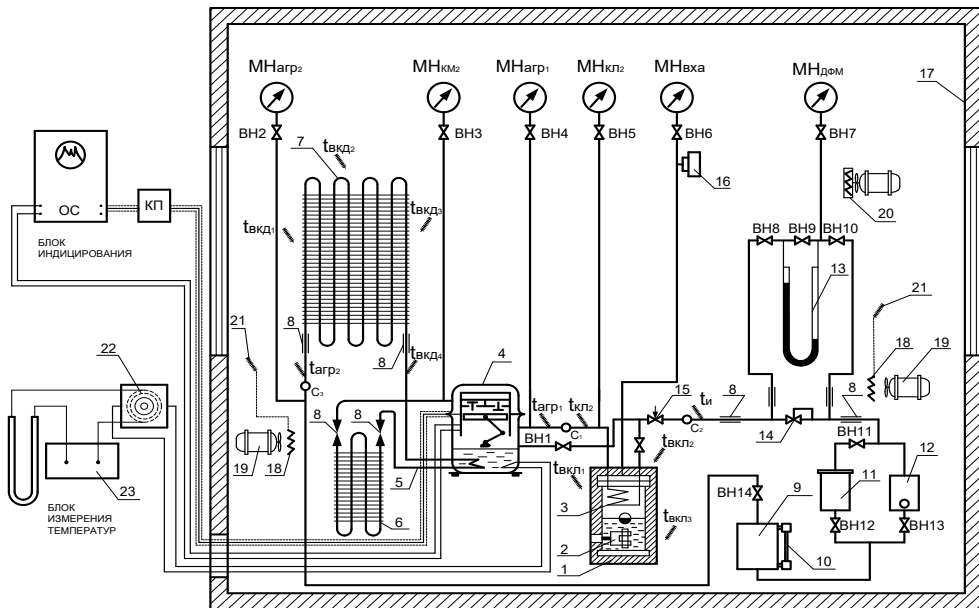 МНагр₂
МНкм₂
МНагр₁
МНкл₂
МНвха
МНДФМ
17
ВН2
ВН3
ВН4
ВН5
ВН6
ВН7
7
tвкд₂
16
20
ОС
КП
БЛОК
ИНДИЦИРОВАНИЯ
tвкд₁
tвкд₃
ВН8
ВН9
ВН10
13
21
21
8
8
tвкд₄
22
tагр₂
С₃
4
18
19
8
8
tагр₁
tкл₂
С₁
15
tи
С₂
8
8
14
ВН1
ВН11
19
18
5
6
tвкл₁
tвкл₂
tвкл₃
3
2
1
ВН14
9
10
11
12
ВН12
ВН13
23
БЛОК
ИЗМЕРЕНИЯ
ТЕМПЕРАТУР